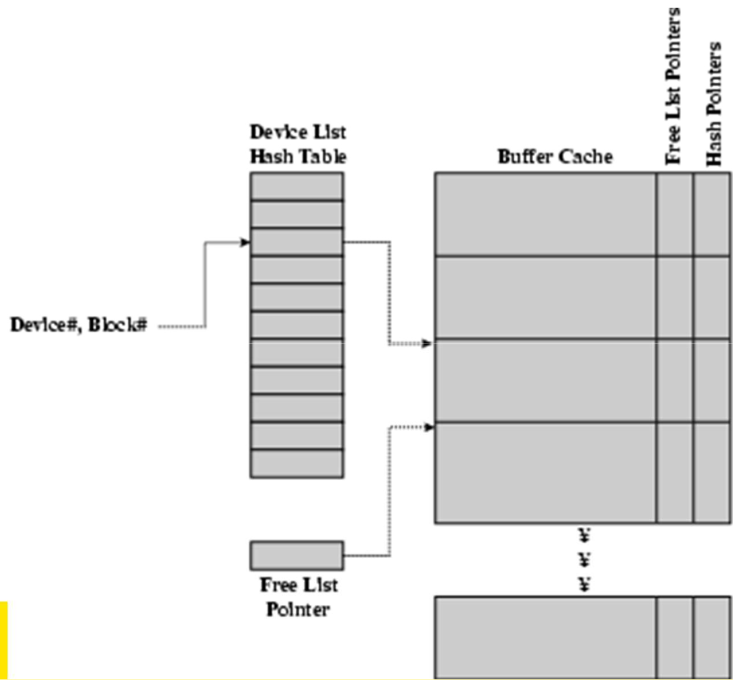 Free List Pointers
Hash Pointers
Device List
Hash Table
Buffer Cache
Device#, Block#
¥
¥
¥
Free List
Pointer